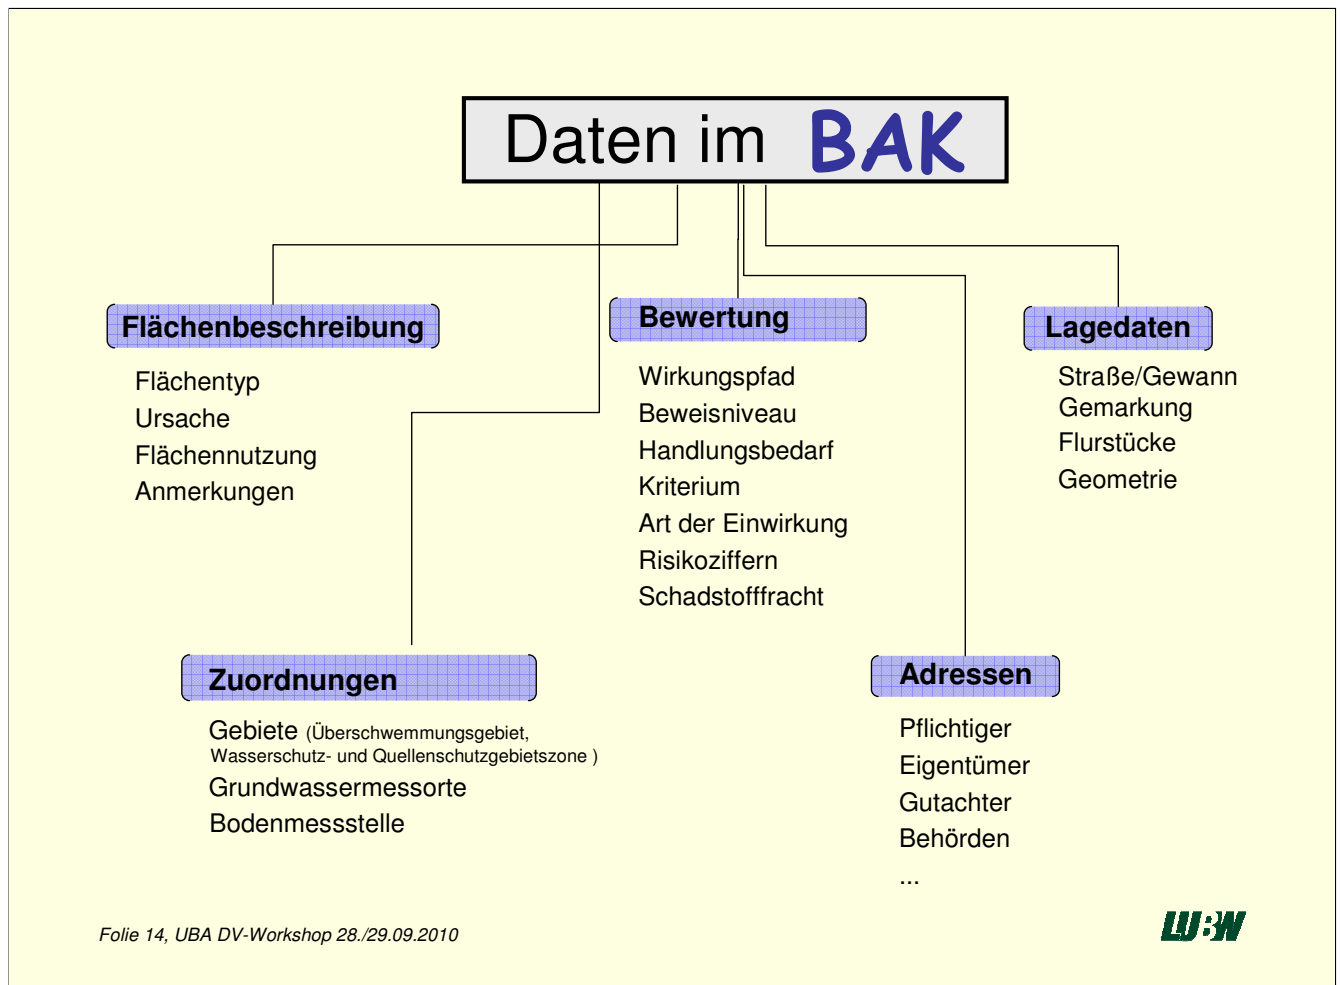 Daten im BAK
Flächenbeschreibung
Flächentyp
Ursache
Flächennutzung
Anmerkungen
Bewertung
Wirkungspfad
Beweisniveau
Handlungsbedarf
Kriterium
Art der Einwirkung
Risikoziffern
Schadstofffracht
Lagedaten
Straße/Gewann
Gemarkung
Flurstücke
Geometrie
Zuordnungen
Gebiete (Überschwemmungsgebiet,
Wasserschutz- und Quellenschutzgebietszone )
Grundwassermessorte
Bodenmessstelle
Adressen
Pflichtiger
Eigentümer
Gutachter
Behörden
...
Folie 14, UBA DV-Workshop 28./29.09.2010
LUBW